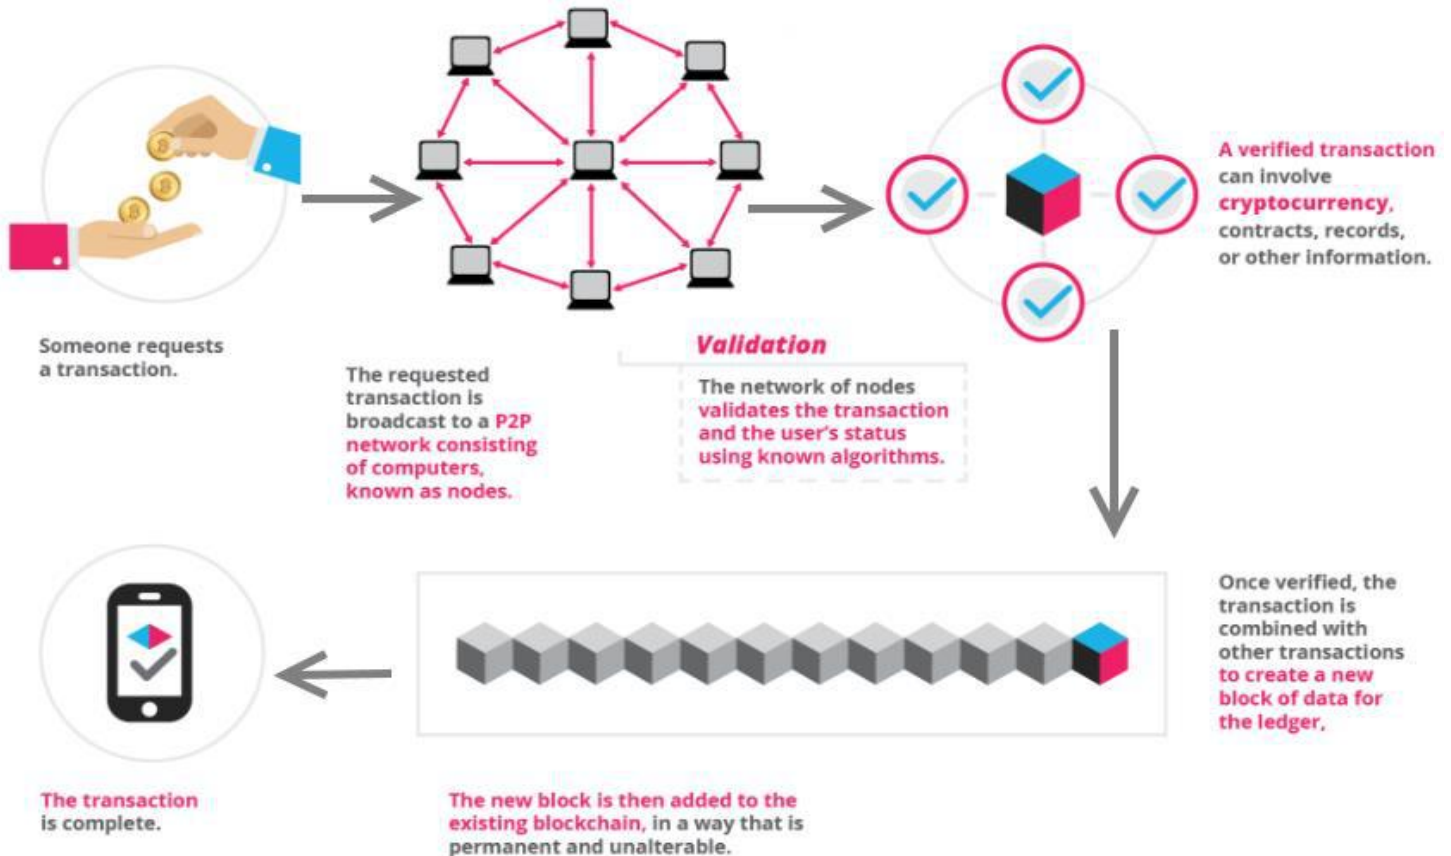 Someone requests
a transaction.
The requested
transaction is
broadcast to a P2P
network consisting
of computers,
known as nodes.
Validation
The network of nodes
validates the transaction
and the user's status
using known algorithms.
A verified transaction
can involve
cryptocurrency,
contracts, records,
or other information.
Once verified, the
transaction is
combined with
other transactions
to create a new
block of data for
the ledger,
The new block is then added to the
existing blockchain, in a way that is
permanent and unalterable.
The transaction
is complete.